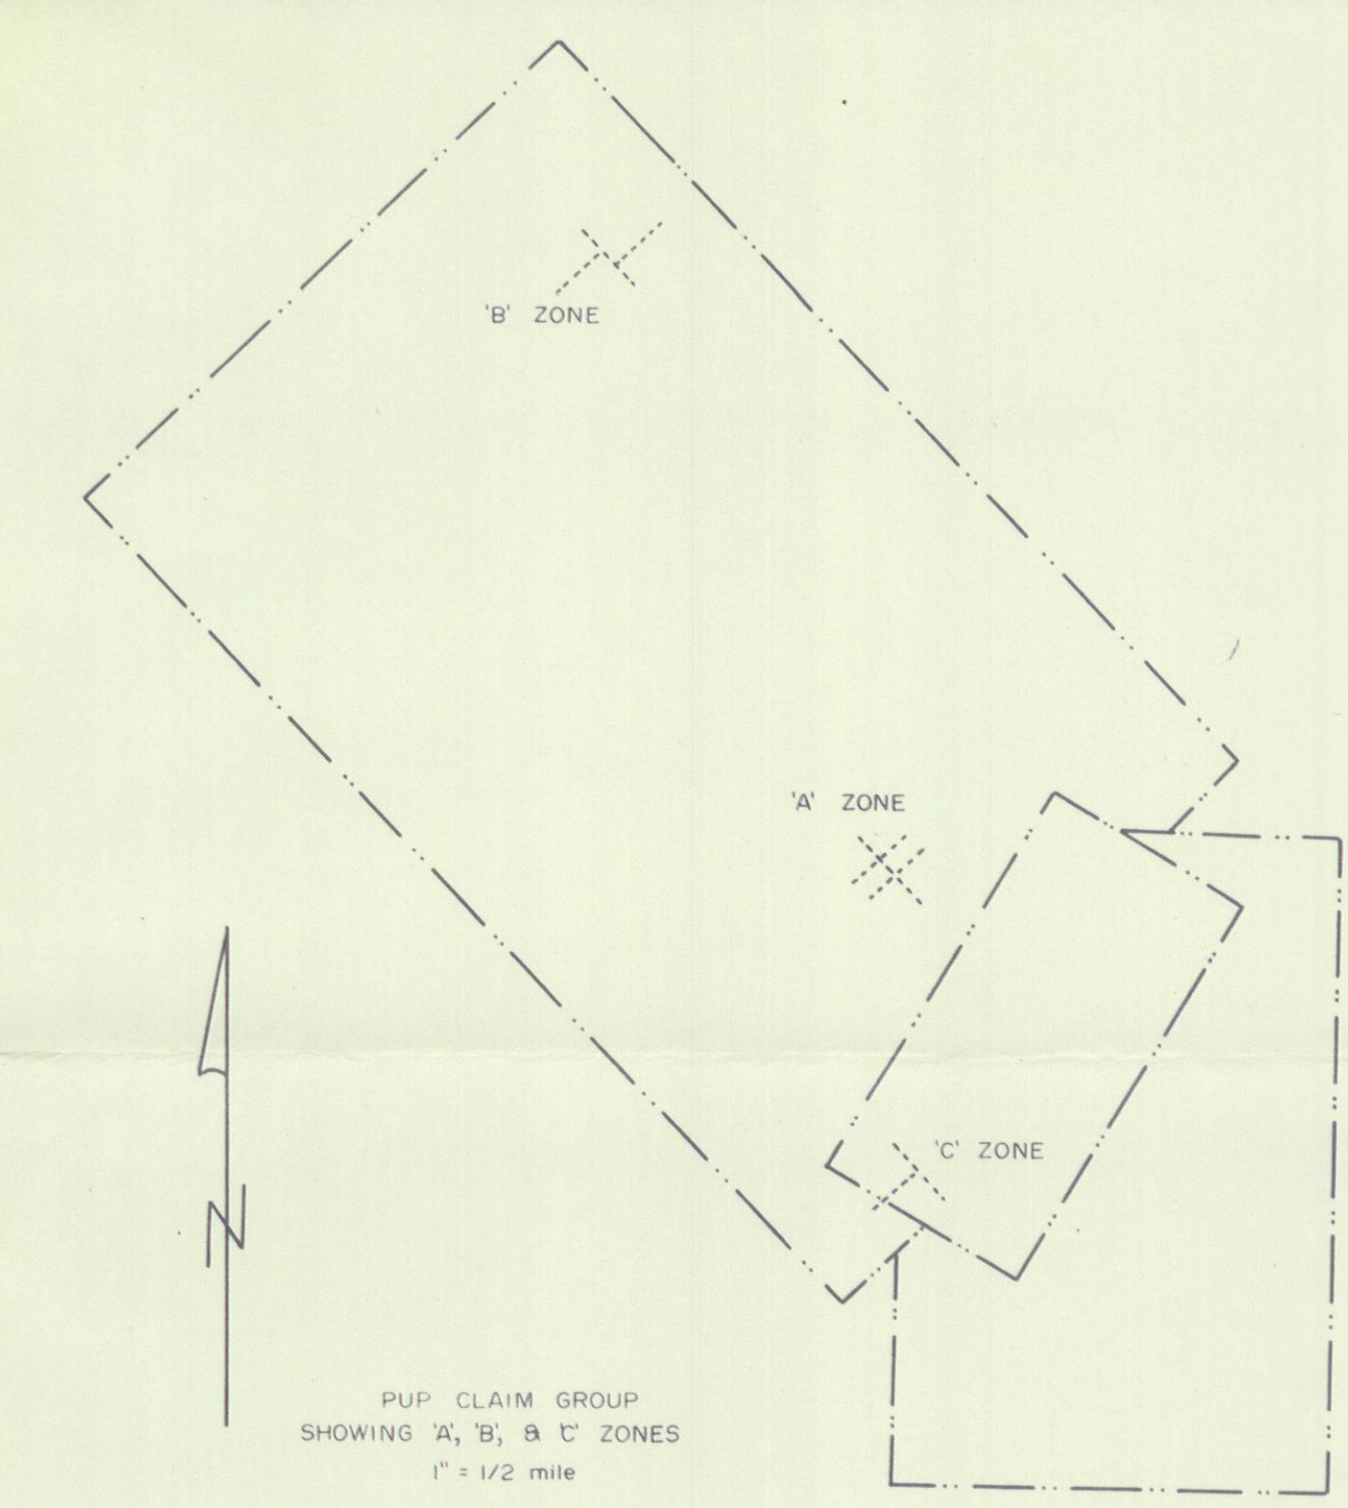 'B' ZONE
'A' ZONE
'C' ZONE
N
PUP CLAIM GROUP
SHOWING 'A', 'B', & 'C' ZONES
1" = 1/2 mile